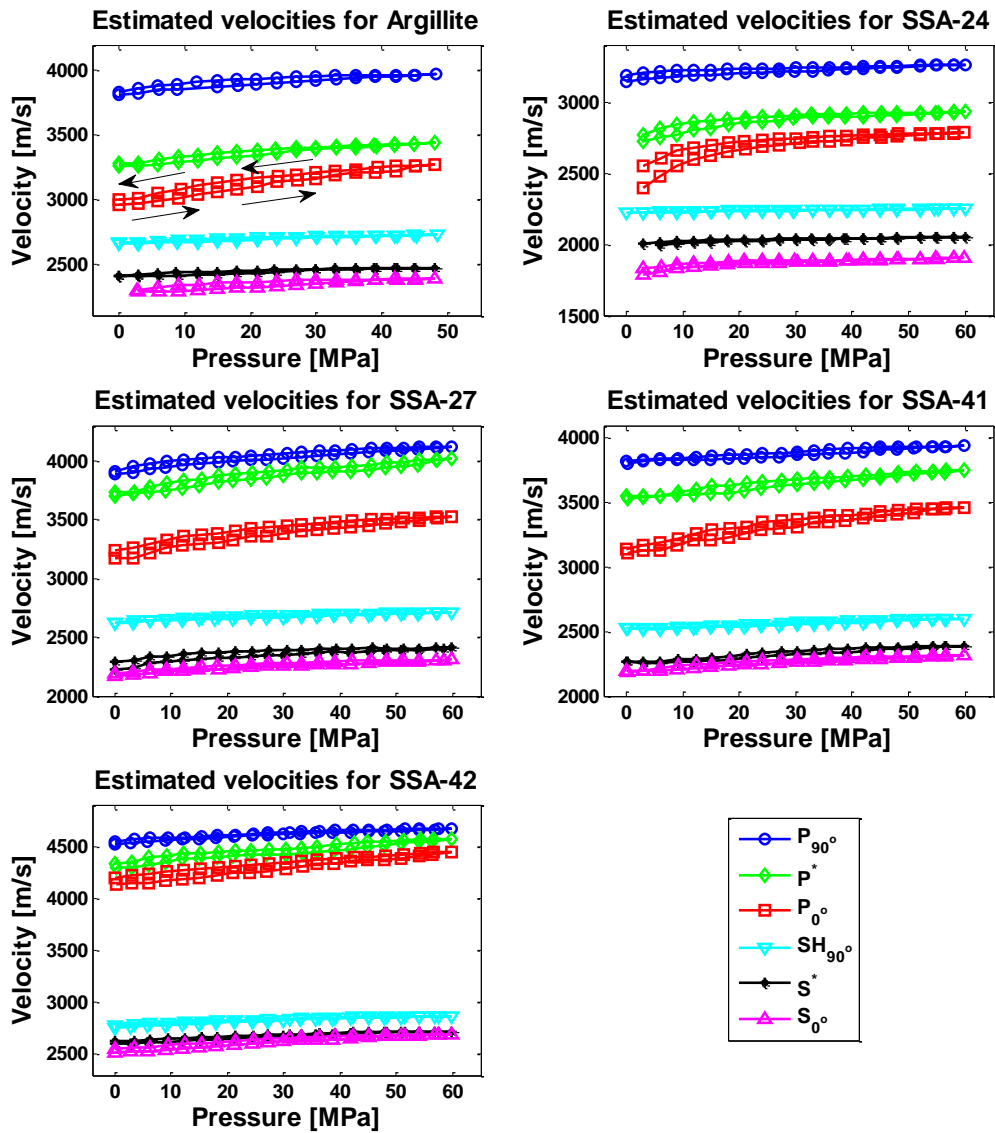 Estimated velocities for Argillite
Velocity [m/s]
4000
3500
3000
2500
0 10 20 30 40 50
Pressure [MPa]
Estimated velocities for SSA-24
Velocity [m/s]
3000
2500
2000
1500
0 10 20 30 40 50 60
Pressure [MPa]
Estimated velocities for SSA-27
Velocity [m/s]
4000
3500
3000
2500
2000
0 10 20 30 40 50 60
Pressure [MPa]
Estimated velocities for SSA-41
Velocity [m/s]
4000
3500
3000
2500
2000
0 10 20 30 40 50 60
Pressure [MPa]
Estimated velocities for SSA-42
Velocity [m/s]
4500
4000
3500
3000
2500
0 10 20 30 40 50 60
Pressure [MPa]
P90o
P*
P0o
SH90o
S*
S0o